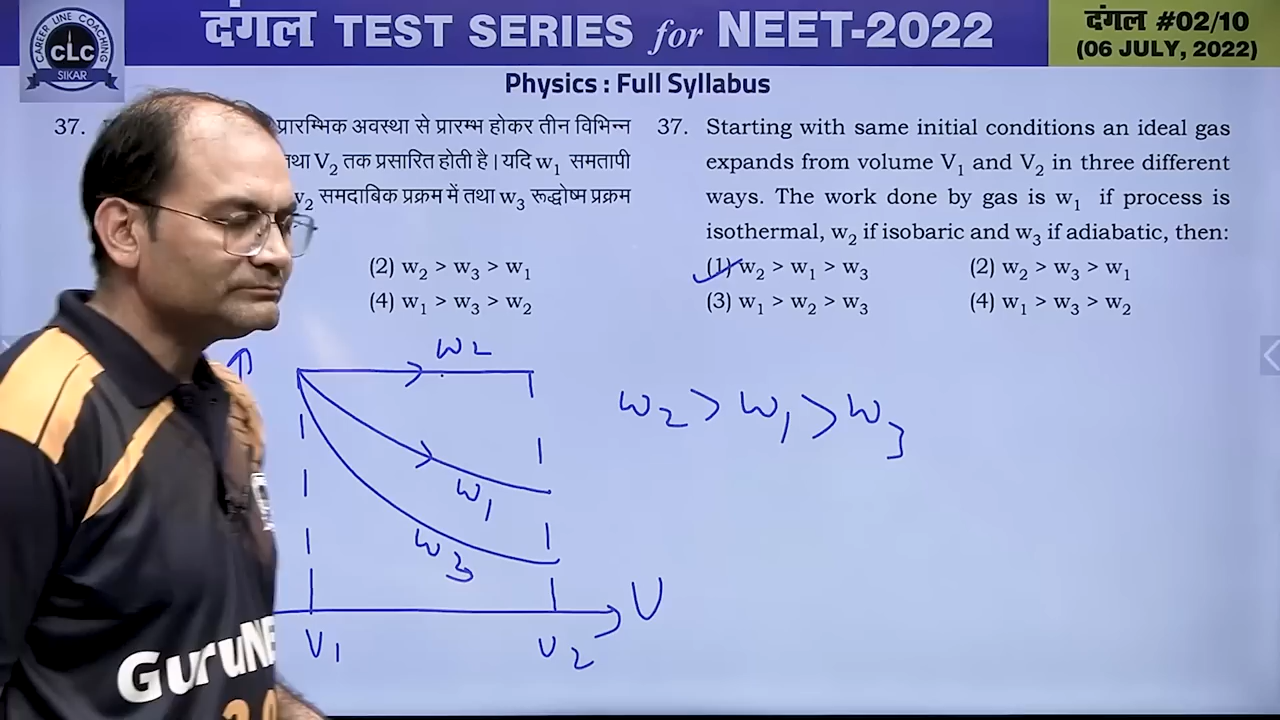 CAREER LINE COACHING
CLC
SIKAR
दंगल TEST SERIES for NEET-2022
दंगल #02/10
(06 JULY, 2022)
Physics : Full Syllabus
37.
प्रारम्भिक अवस्था से प्रारम्भ होकर तीन विभिन्न
तथा V₂ तक प्रसारित होती है। यदि w₁ समतापी
w₂ समदाबिक प्रक्रम में तथा w₃ रूद्धोष्म प्रक्रम
(2) w₂ > w₃ > w₁
(4) w₁ > w₃ > w₂
37. Starting with same initial conditions an ideal gas
expands from volume V₁ and V₂ in three different
ways. The work done by gas is w₁ if process is
isothermal, w₂ if isobaric and w₃ if adiabatic, then:
(1) w₂ > w₁ > w₃ (2) w₂ > w₃ > w₁
(3) w₁ > w₂ > w₃ (4) w₁ > w₃ > w₂
w₂
w₁
w₃
V
V₁
V₂
w₂ > w₁ > w₃